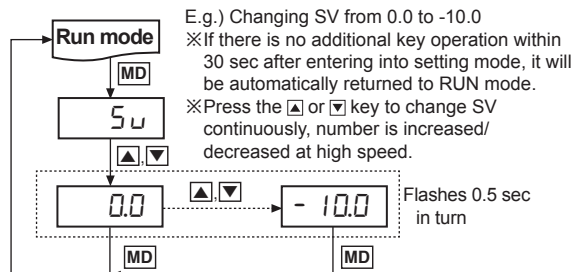 E.g.) Changing SV from 0.0 to -10.0
Run mode
※If there is no additional key operation within
30 sec after entering into setting mode, it will
be automatically returned to RUN mode.
MD
※Press the ▲ or ▼ key to change SV
continuously, number is increased/
decreased at high speed.
Su
▲,▼
0.0
▲,▼
-10.0
Flashes 0.5 sec
in turn
MD
MD